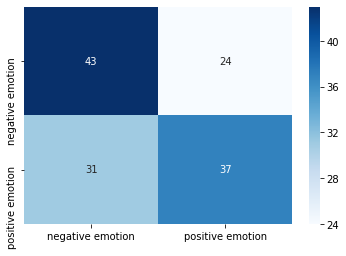 negative emotion
positive emotion
43
24
31
37
negative emotion
positive emotion
40
36
32
28
24